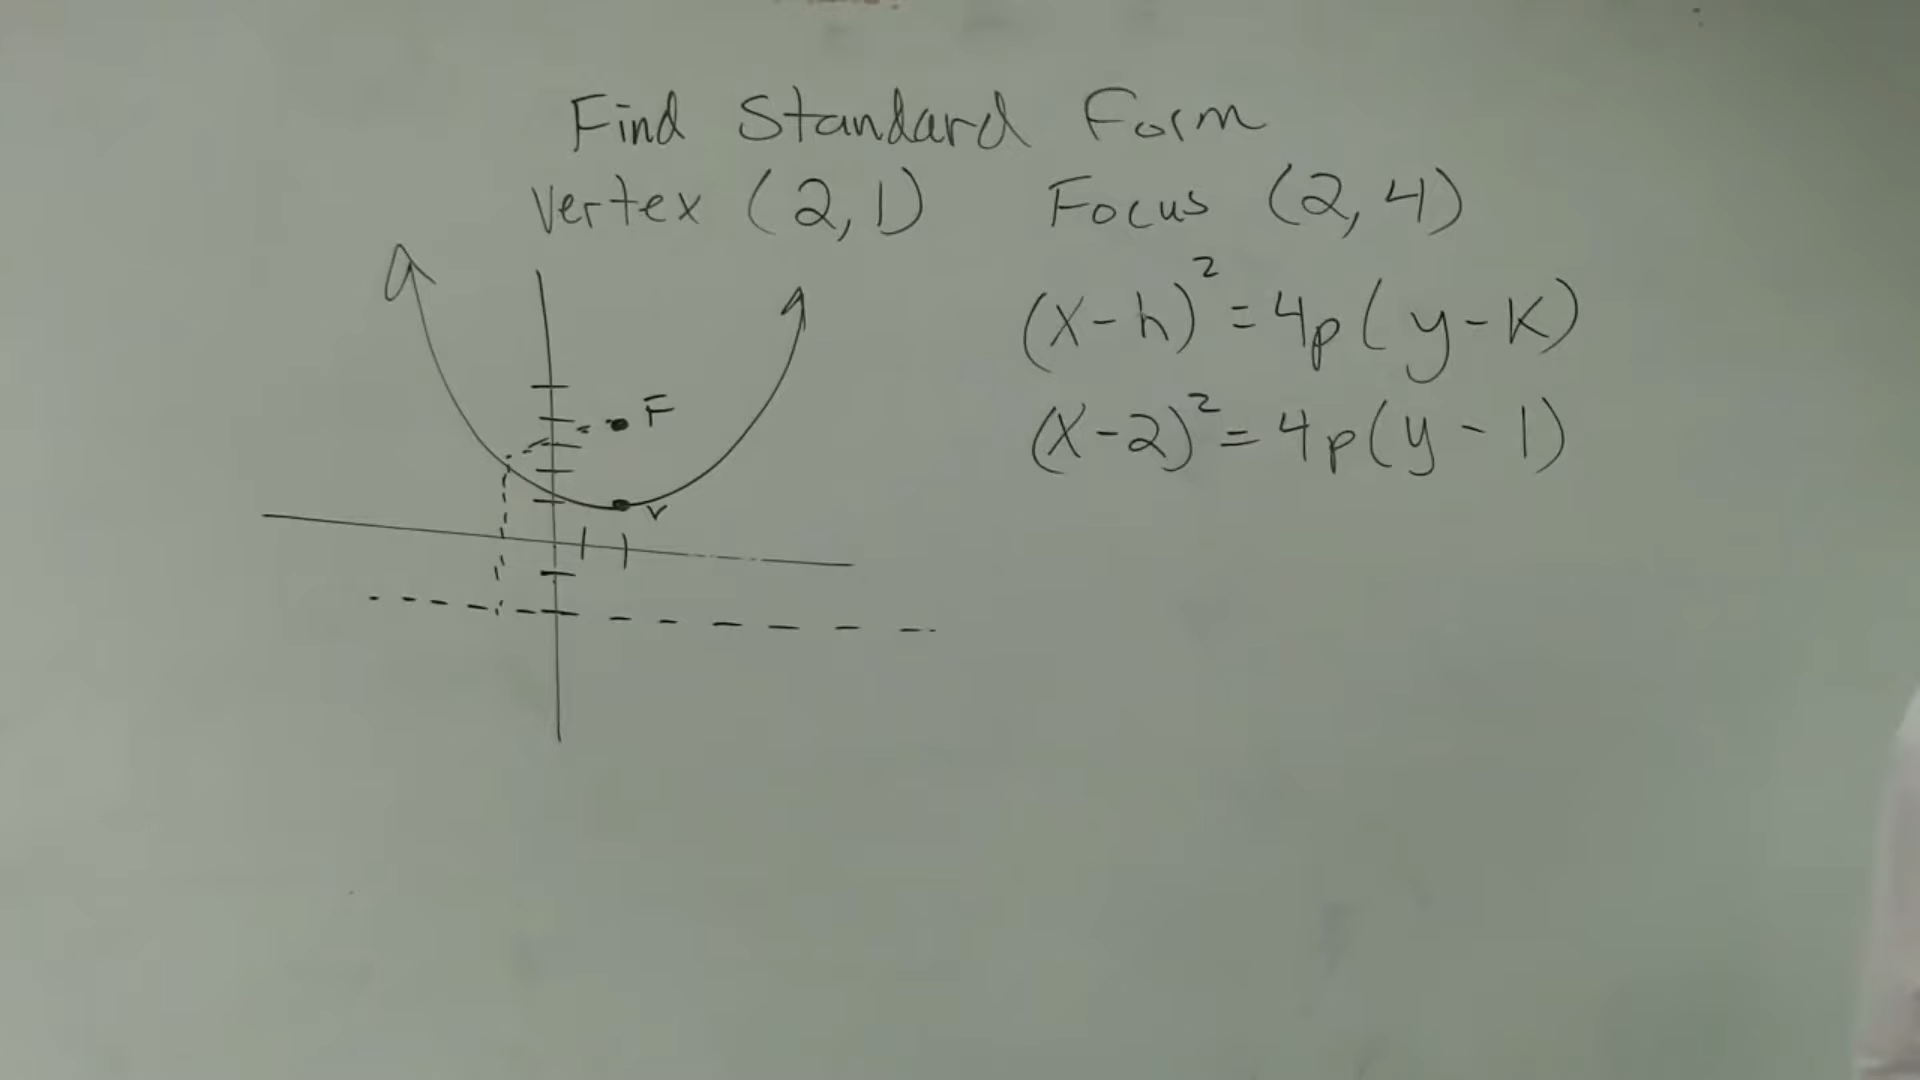 Find Standard Form
Vertex (2,1) Focus (2,4)
(x-h)² = 4p(y-k)
(x-2)² = 4p(y-1)
F
V